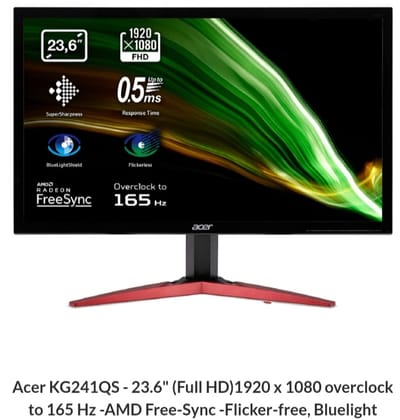 23,6"
1920
x1080
FHD
SuperSharpness
Up to
0.5ms
Response Time
BlueLightShield
Flickerless
AMD
RADEON
FreeSync
Overclock to
165 Hz
acer
Acer KG241QS - 23.6" (Full HD)1920 x 1080 overclock
to 165 Hz -AMD Free-Sync -Flicker-free, Bluelight